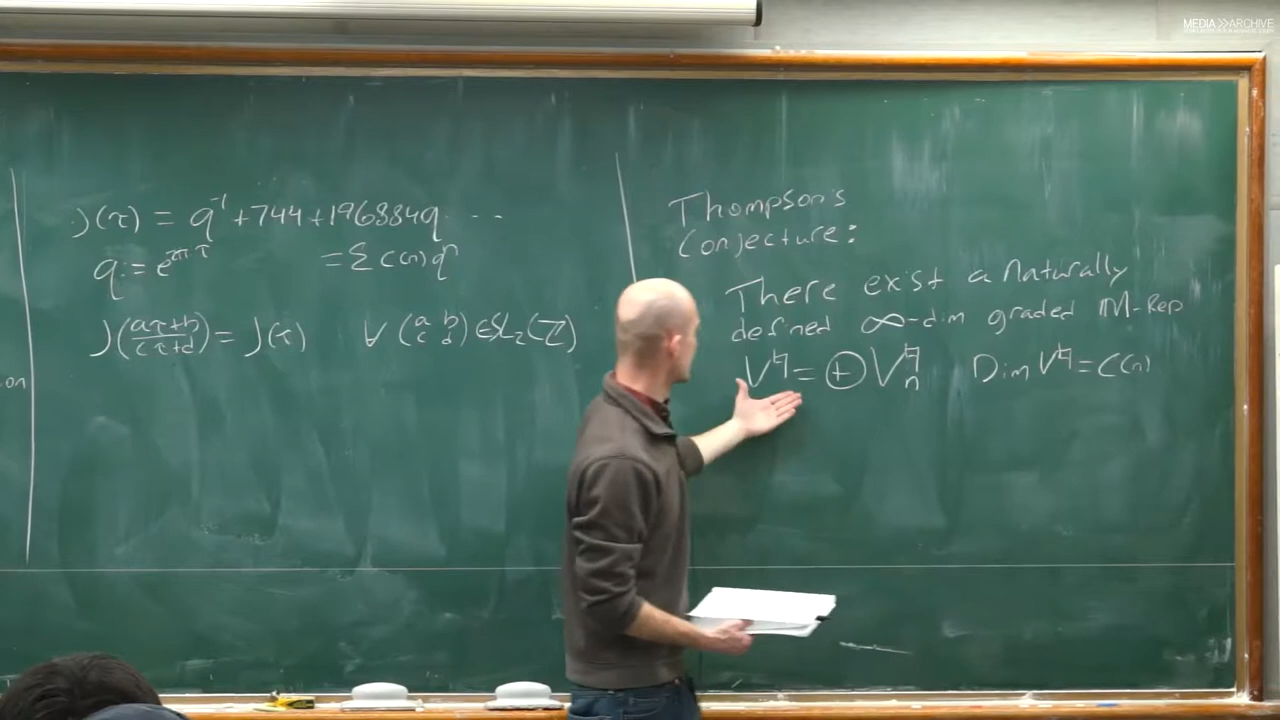 MEDIA ARCHIVE
J(τ) = q⁻¹ + 744 + 196884q ...
q := e^{2πiτ} = Σ c(n) qⁿ
J((aτ+b)/(cτ+d)) = J(τ) ∀ (a b; c d) ∈ SL₂(ℤ)
on
Thompson's
Conjecture:
There exist a naturally
defined ∞-dim graded 𝕄-Rep
V♮ = ⊕ V♮ₙ Dim V♮ = c(n)